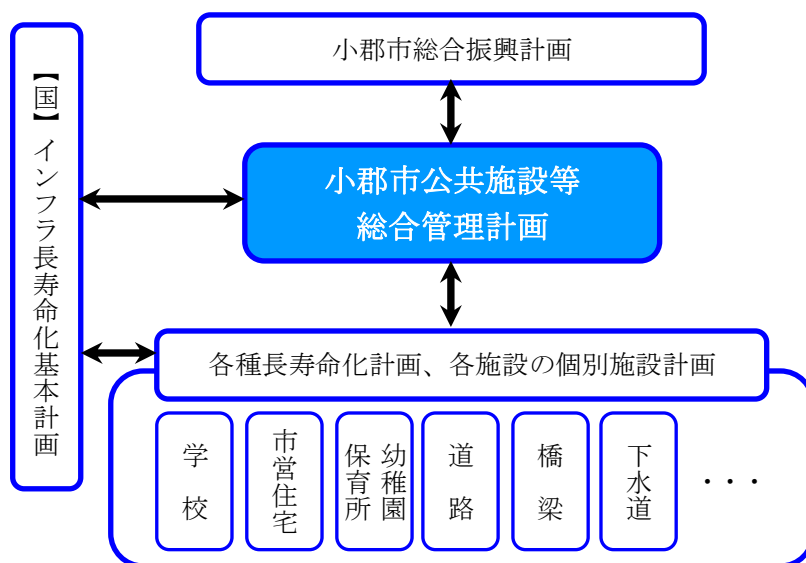 小郡市総合振興計画
【国】インフラ長寿命化基本計画
小郡市公共施設等
総合管理計画
各種長寿命化計画、各施設の個別施設計画
学校
市営住宅
幼稚園
保育所
道路
橋梁
下水道
・・・